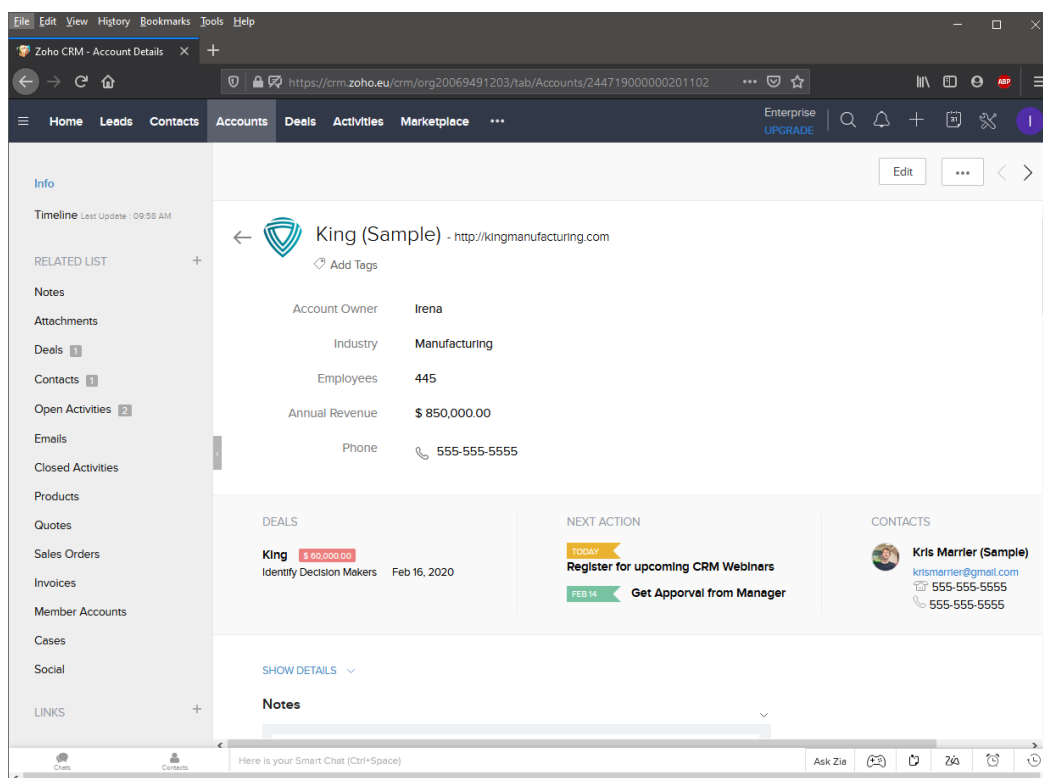 File Edit View History Bookmarks Tools Help
Zoho CRM - Account Details
https://crm.zoho.eu/crm/org20069491203/tab/Accounts/244719000000201102
ABP
Home Leads Contacts Accounts Deals Activities Marketplace
Enterprise
UPGRADE
31
I
Info
Timeline Last Update : 09:58 AM
RELATED LIST
Notes
Attachments
Deals 1
Contacts 1
Open Activities 2
Emails
Closed Activities
Products
Quotes
Sales Orders
Invoices
Member Accounts
Cases
Social
LINKS
Edit
King (Sample) - http://kingmanufacturing.com
Add Tags
Account Owner Irena
Industry Manufacturing
Employees 445
Annual Revenue $ 850,000.00
Phone 555-555-5555
DEALS
King $ 60,000.00
Identify Decision Makers Feb 16, 2020
NEXT ACTION
TODAY
Register for upcoming CRM Webinars
FEB 14 Get Apporval from Manager
CONTACTS
Kris Marrier (Sample)
krismarrier@gmail.com
555-555-5555
555-555-5555
SHOW DETAILS
Notes
Chats Contacts Here is your Smart Chat (Ctrl+Space) Ask Zia